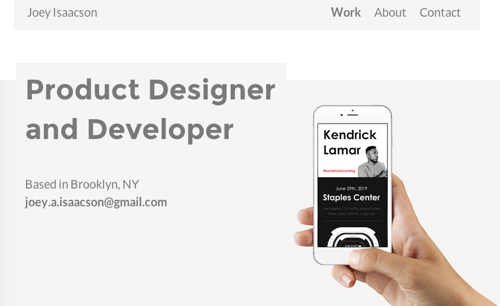 Joey Isaacson
Work About Contact
Product Designer
and Developer
Based in Brooklyn, NY
joey.a.isaacson@gmail.com
Kendrick
Lamar
June 29th, 2019
Staples Center